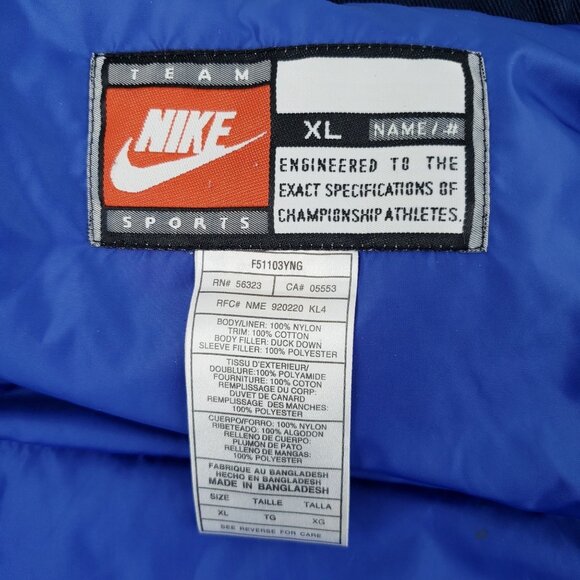 TEAM
NIKE
SPORTS
XL NAME/#
ENGINEERED TO THE
EXACT SPECIFICATIONS OF
CHAMPIONSHIP ATHLETES.
F51103YNG
RN# 56323 CA# 05553
RFC# NME 920220 KL4
BODY/LINER: 100% NYLON
TRIM: 100% COTTON
BODY FILLER: DUCK DOWN
SLEEVE FILLER: 100% POLYESTER
TISSU D'EXTERIEUR/
DOUBLURE:100% POLYAMIDE
FOURNITURE: 100% COTON
REMPLISSAGE DU CORP:
DUVET DE CANARD
REMPLISSAGE DES MANCHES:
100% POLYESTER
CUERPO/FORRO: 100% NYLON
RIBETEADO: 100% ALGODON
RELLENO DE CUERPO:
PLUMON DE PATO
RELLENO DE MANGAS:
100% POLYESTER
FABRIQUE AU BANGLADESH
HECHO EN BANGLADESH
MADE IN BANGLADESH
SIZE TAILLE TALLA
XL TG XG
SEE REVERSE FOR CARE